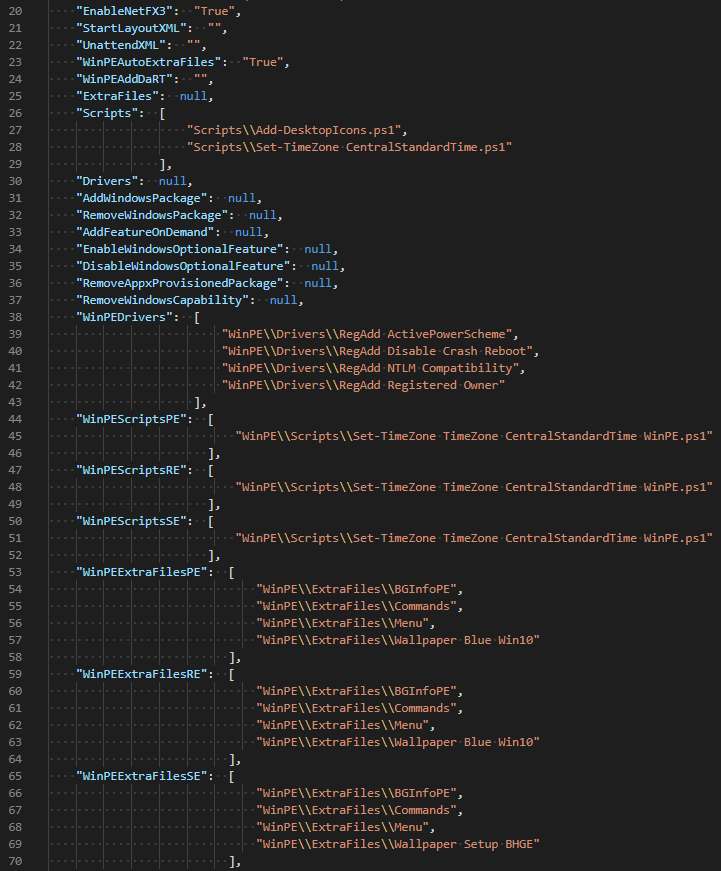 20 "EnableNetFX3": "True",
21 "StartLayoutXML": "",
22 "UnattendXML": "",
23 "WinPEAutoExtraFiles": "True",
24 "WinPEAddDaRT": "",
25 "ExtraFiles": null,
26 "Scripts": [
27 "Scripts\\Add-DesktopIcons.ps1",
28 "Scripts\\Set-TimeZone CentralStandardTime.ps1"
29 ],
30 "Drivers": null,
31 "AddWindowsPackage": null,
32 "RemoveWindowsPackage": null,
33 "AddFeatureOnDemand": null,
34 "EnableWindowsOptionalFeature": null,
35 "DisableWindowsOptionalFeature": null,
36 "RemoveAppxProvisionedPackage": null,
37 "RemoveWindowsCapability": null,
38 "WinPEDrivers": [
39 "WinPE\\Drivers\\RegAdd ActivePowerScheme",
40 "WinPE\\Drivers\\RegAdd Disable Crash Reboot",
41 "WinPE\\Drivers\\RegAdd NTLM Compatibility",
42 "WinPE\\Drivers\\RegAdd Registered Owner"
43 ],
44 "WinPEScriptsPE": [
45 "WinPE\\Scripts\\Set-TimeZone TimeZone CentralStandardTime WinPE.ps1"
46 ],
47 "WinPEScriptsRE": [
48 "WinPE\\Scripts\\Set-TimeZone TimeZone CentralStandardTime WinPE.ps1"
49 ],
50 "WinPEScriptsSE": [
51 "WinPE\\Scripts\\Set-TimeZone TimeZone CentralStandardTime WinPE.ps1"
52 ],
53 "WinPEExtraFilesPE": [
54 "WinPE\\ExtraFiles\\BGInfoPE",
55 "WinPE\\ExtraFiles\\Commands",
56 "WinPE\\ExtraFiles\\Menu",
57 "WinPE\\ExtraFiles\\Wallpaper Blue Win10"
58 ],
59 "WinPEExtraFilesRE": [
60 "WinPE\\ExtraFiles\\BGInfoPE",
61 "WinPE\\ExtraFiles\\Commands",
62 "WinPE\\ExtraFiles\\Menu",
63 "WinPE\\ExtraFiles\\Wallpaper Blue Win10"
64 ],
65 "WinPEExtraFilesSE": [
66 "WinPE\\ExtraFiles\\BGInfoPE",
67 "WinPE\\ExtraFiles\\Commands",
68 "WinPE\\ExtraFiles\\Menu",
69 "WinPE\\ExtraFiles\\Wallpaper Setup BHGE"
70 ],